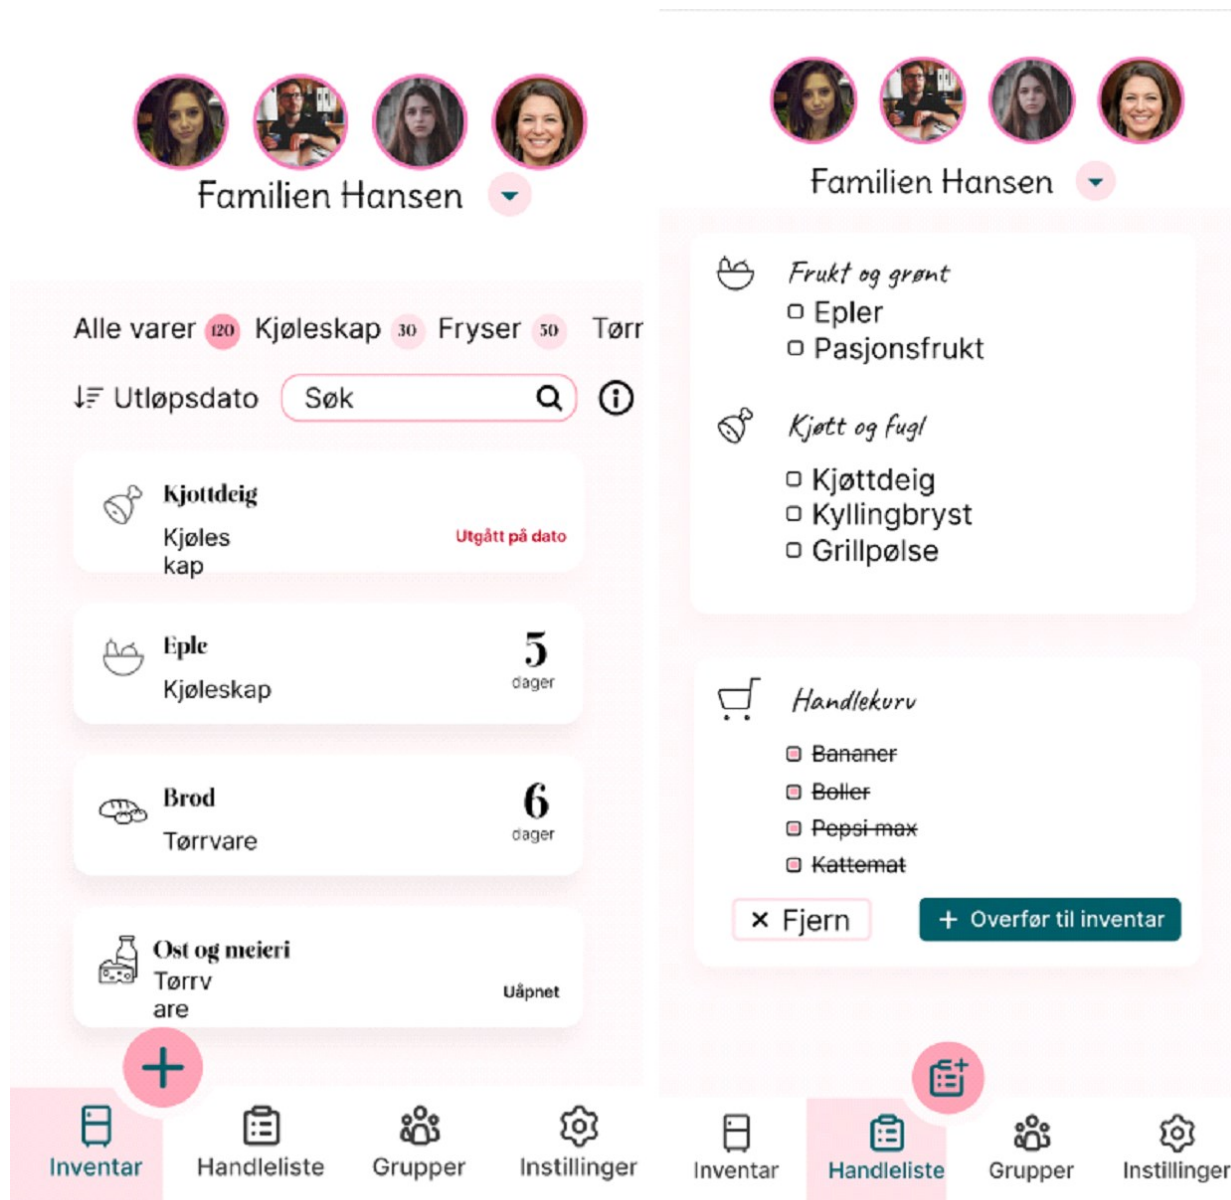 Familien Hansen
Alle varer 120 Kjøleskap 30 Fryser 50 Tørr
Utløpsdato Søk
Kjottdeig
Kjøles
kap
Utgått på dato
Eple
Kjøleskap
5
dager
Brod
Tørrvare
6
dager
Ost og meieri
Tørrv
are
Uåpnet
Inventar Handleliste Grupper Instillinger
Familien Hansen
Frukt og grønt
Epler
Pasjonsfrukt
Kjøtt og fugl
Kjøttdeig
Kyllingbryst
Grillpølse
Handlekurv
Bananer
Boller
Pepsi max
Kattemat
Fjern
+ Overfør til inventar
Inventar Handleliste Grupper Instillinger